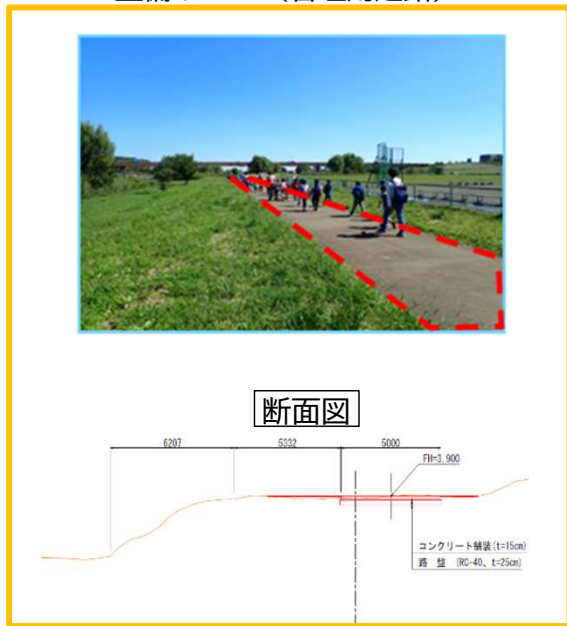 断面図
6207
5332
5000
FH=3.900
コンクリート舗装(t=15cm)
路 盤 (RC-40、t=25cm)